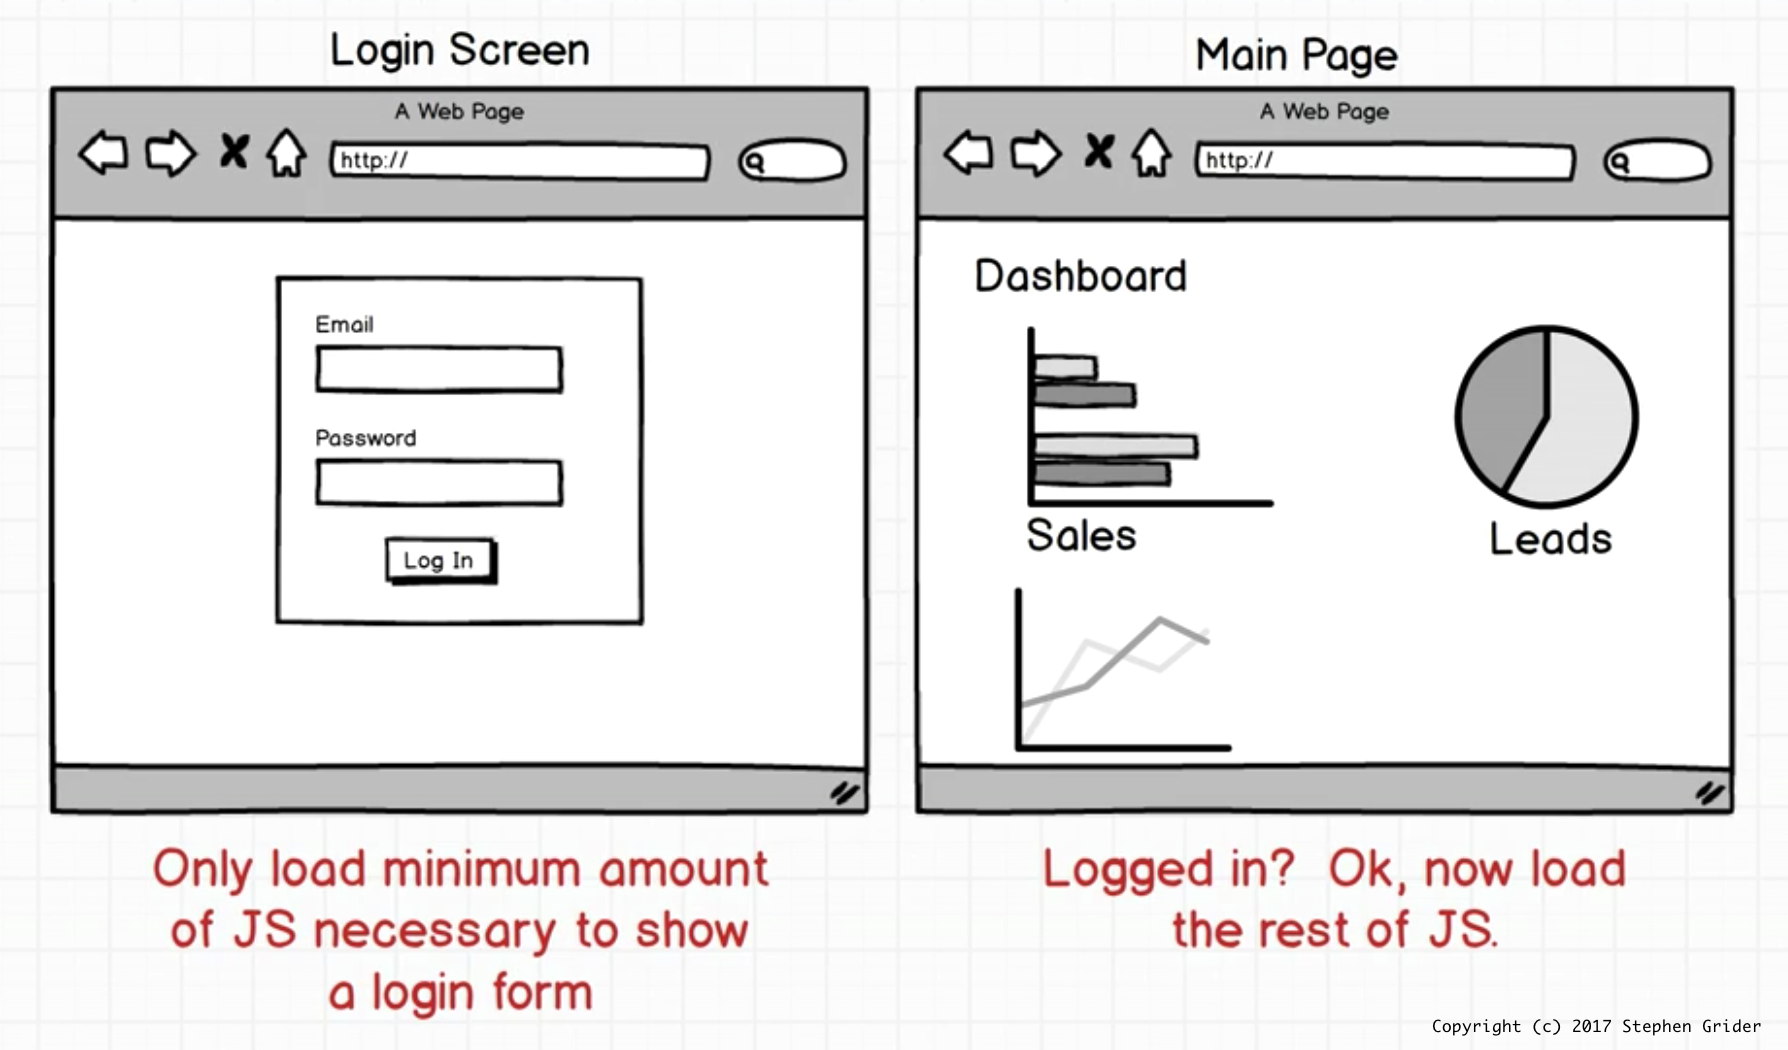 Login Screen
A Web Page
http://
Email
Password
Log In
Only load minimum amount
of JS necessary to show
a login form
Main Page
A Web Page
http://
Dashboard
Sales
Leads
Logged in? Ok, now load
the rest of JS.
Copyright (c) 2017 Stephen Grider